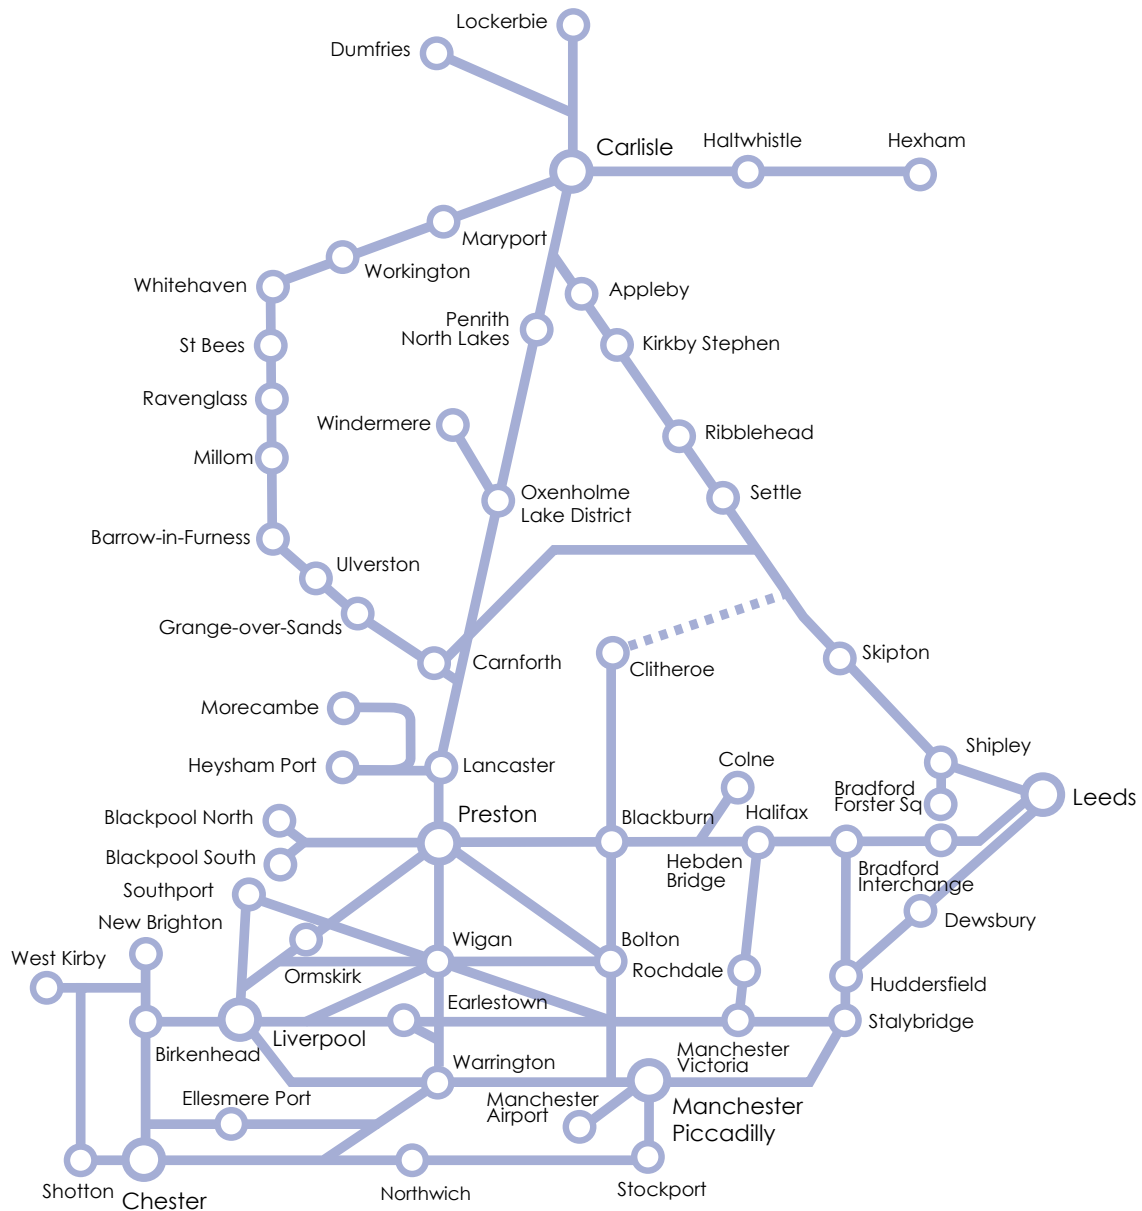 Lockerbie
Dumfries
Carlisle
Haltwhistle
Hexham
Maryport
Workington
Whitehaven
Appleby
Penrith
North Lakes
St Bees
Kirkby Stephen
Ravenglass
Windermere
Ribblehead
Millom
Oxenholme
Lake District
Settle
Barrow-in-Furness
Ulverston
Grange-over-Sands
Carnforth
Clitheroe
Skipton
Morecambe
Heysham Port
Lancaster
Shipley
Colne
Bradford
Forster Sq
Leeds
Blackpool North
Preston
Blackburn
Halifax
Blackpool South
Hebden
Bridge
Bradford
Interchange
Southport
New Brighton
Dewsbury
West Kirby
Wigan
Bolton
Ormskirk
Rochdale
Huddersfield
Earlestown
Stalybridge
Liverpool
Birkenhead
Warrington
Manchester
Victoria
Ellesmere Port
Manchester
Airport
Manchester
Piccadilly
Shotton
Chester
Northwich
Stockport